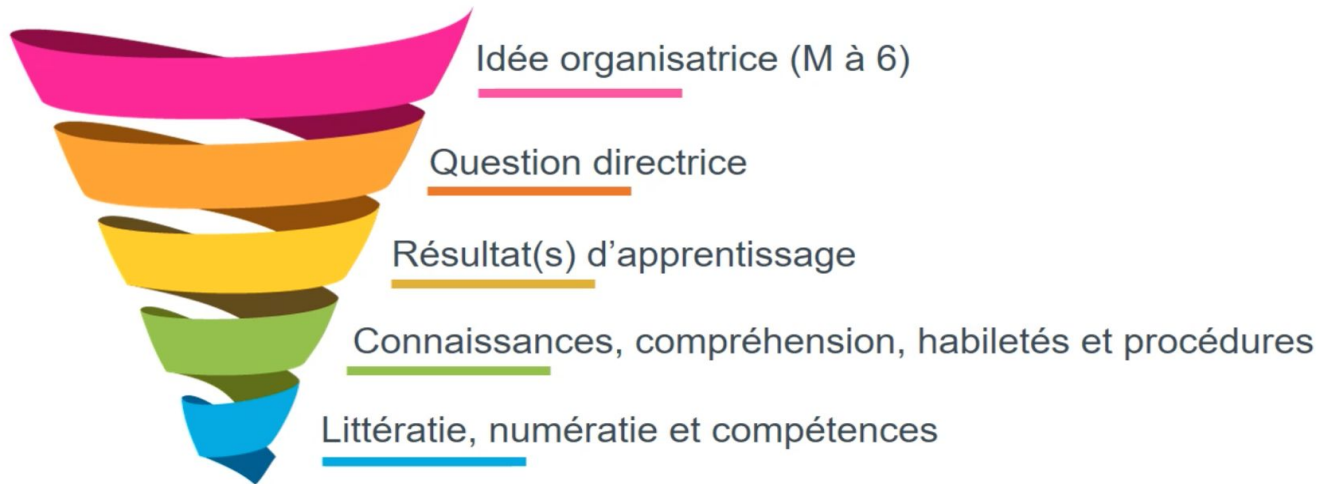 Idée organisatrice (M à 6)
Question directrice
Résultat(s) d’apprentissage
Connaissances, compréhension, habiletés et procédures
Littératie, numératie et compétences